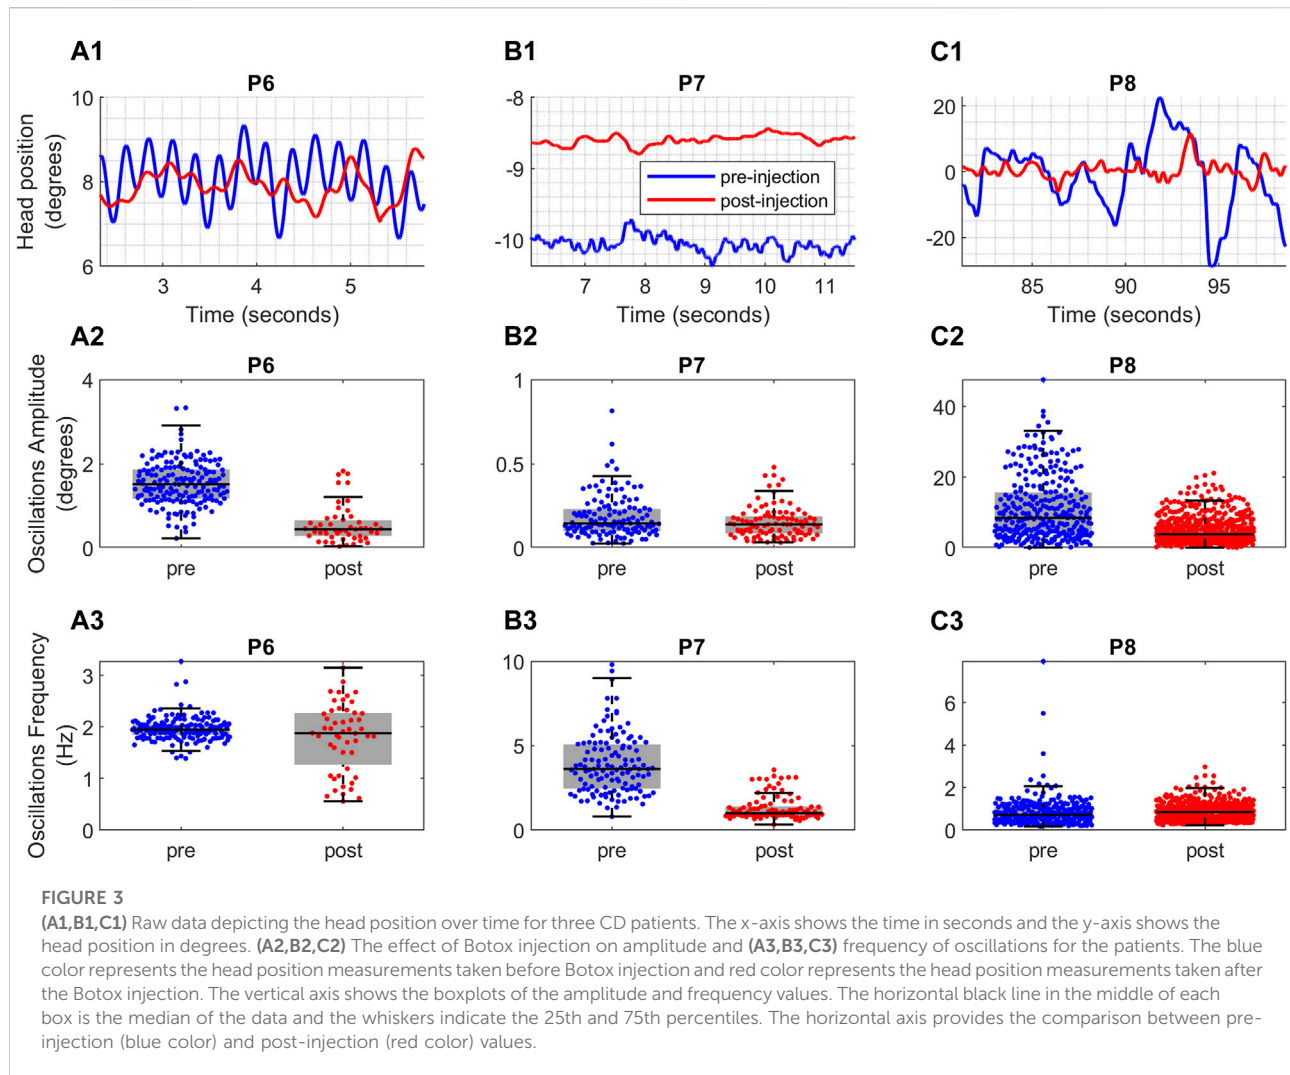 A1
B1
C1
P6
P7
P8
Head position
(degrees)
10
8
6
3
4
5
Time (seconds)
-8
-9
-10
pre-injection
post-injection
7
8
9
10
11
Time (seconds)
20
0
-20
85
90
95
Time (seconds)
A2
B2
C2
P6
P7
P8
Oscillations Amplitude
(degrees)
4
2
0
pre
post
1
0.5
0
pre
post
40
20
0
pre
post
A3
B3
C3
P6
P7
P8
Oscillations Frequency
(Hz)
3
2
1
0
pre
post
10
5
0
pre
post
6
4
2
0
pre
post
FIGURE 3
(A1,B1,C1) Raw data depicting the head position over time for three CD patients. The x-axis shows the time in seconds and the y-axis shows the
head position in degrees. (A2,B2,C2) The effect of Botox injection on amplitude and (A3,B3,C3) frequency of oscillations for the patients. The blue
color represents the head position measurements taken before Botox injection and red color represents the head position measurements taken after
the Botox injection. The vertical axis shows the boxplots of the amplitude and frequency values. The horizontal black line in the middle of each
box is the median of the data and the whiskers indicate the 25th and 75th percentiles. The horizontal axis provides the comparison between pre-
injection (blue color) and post-injection (red color) values.